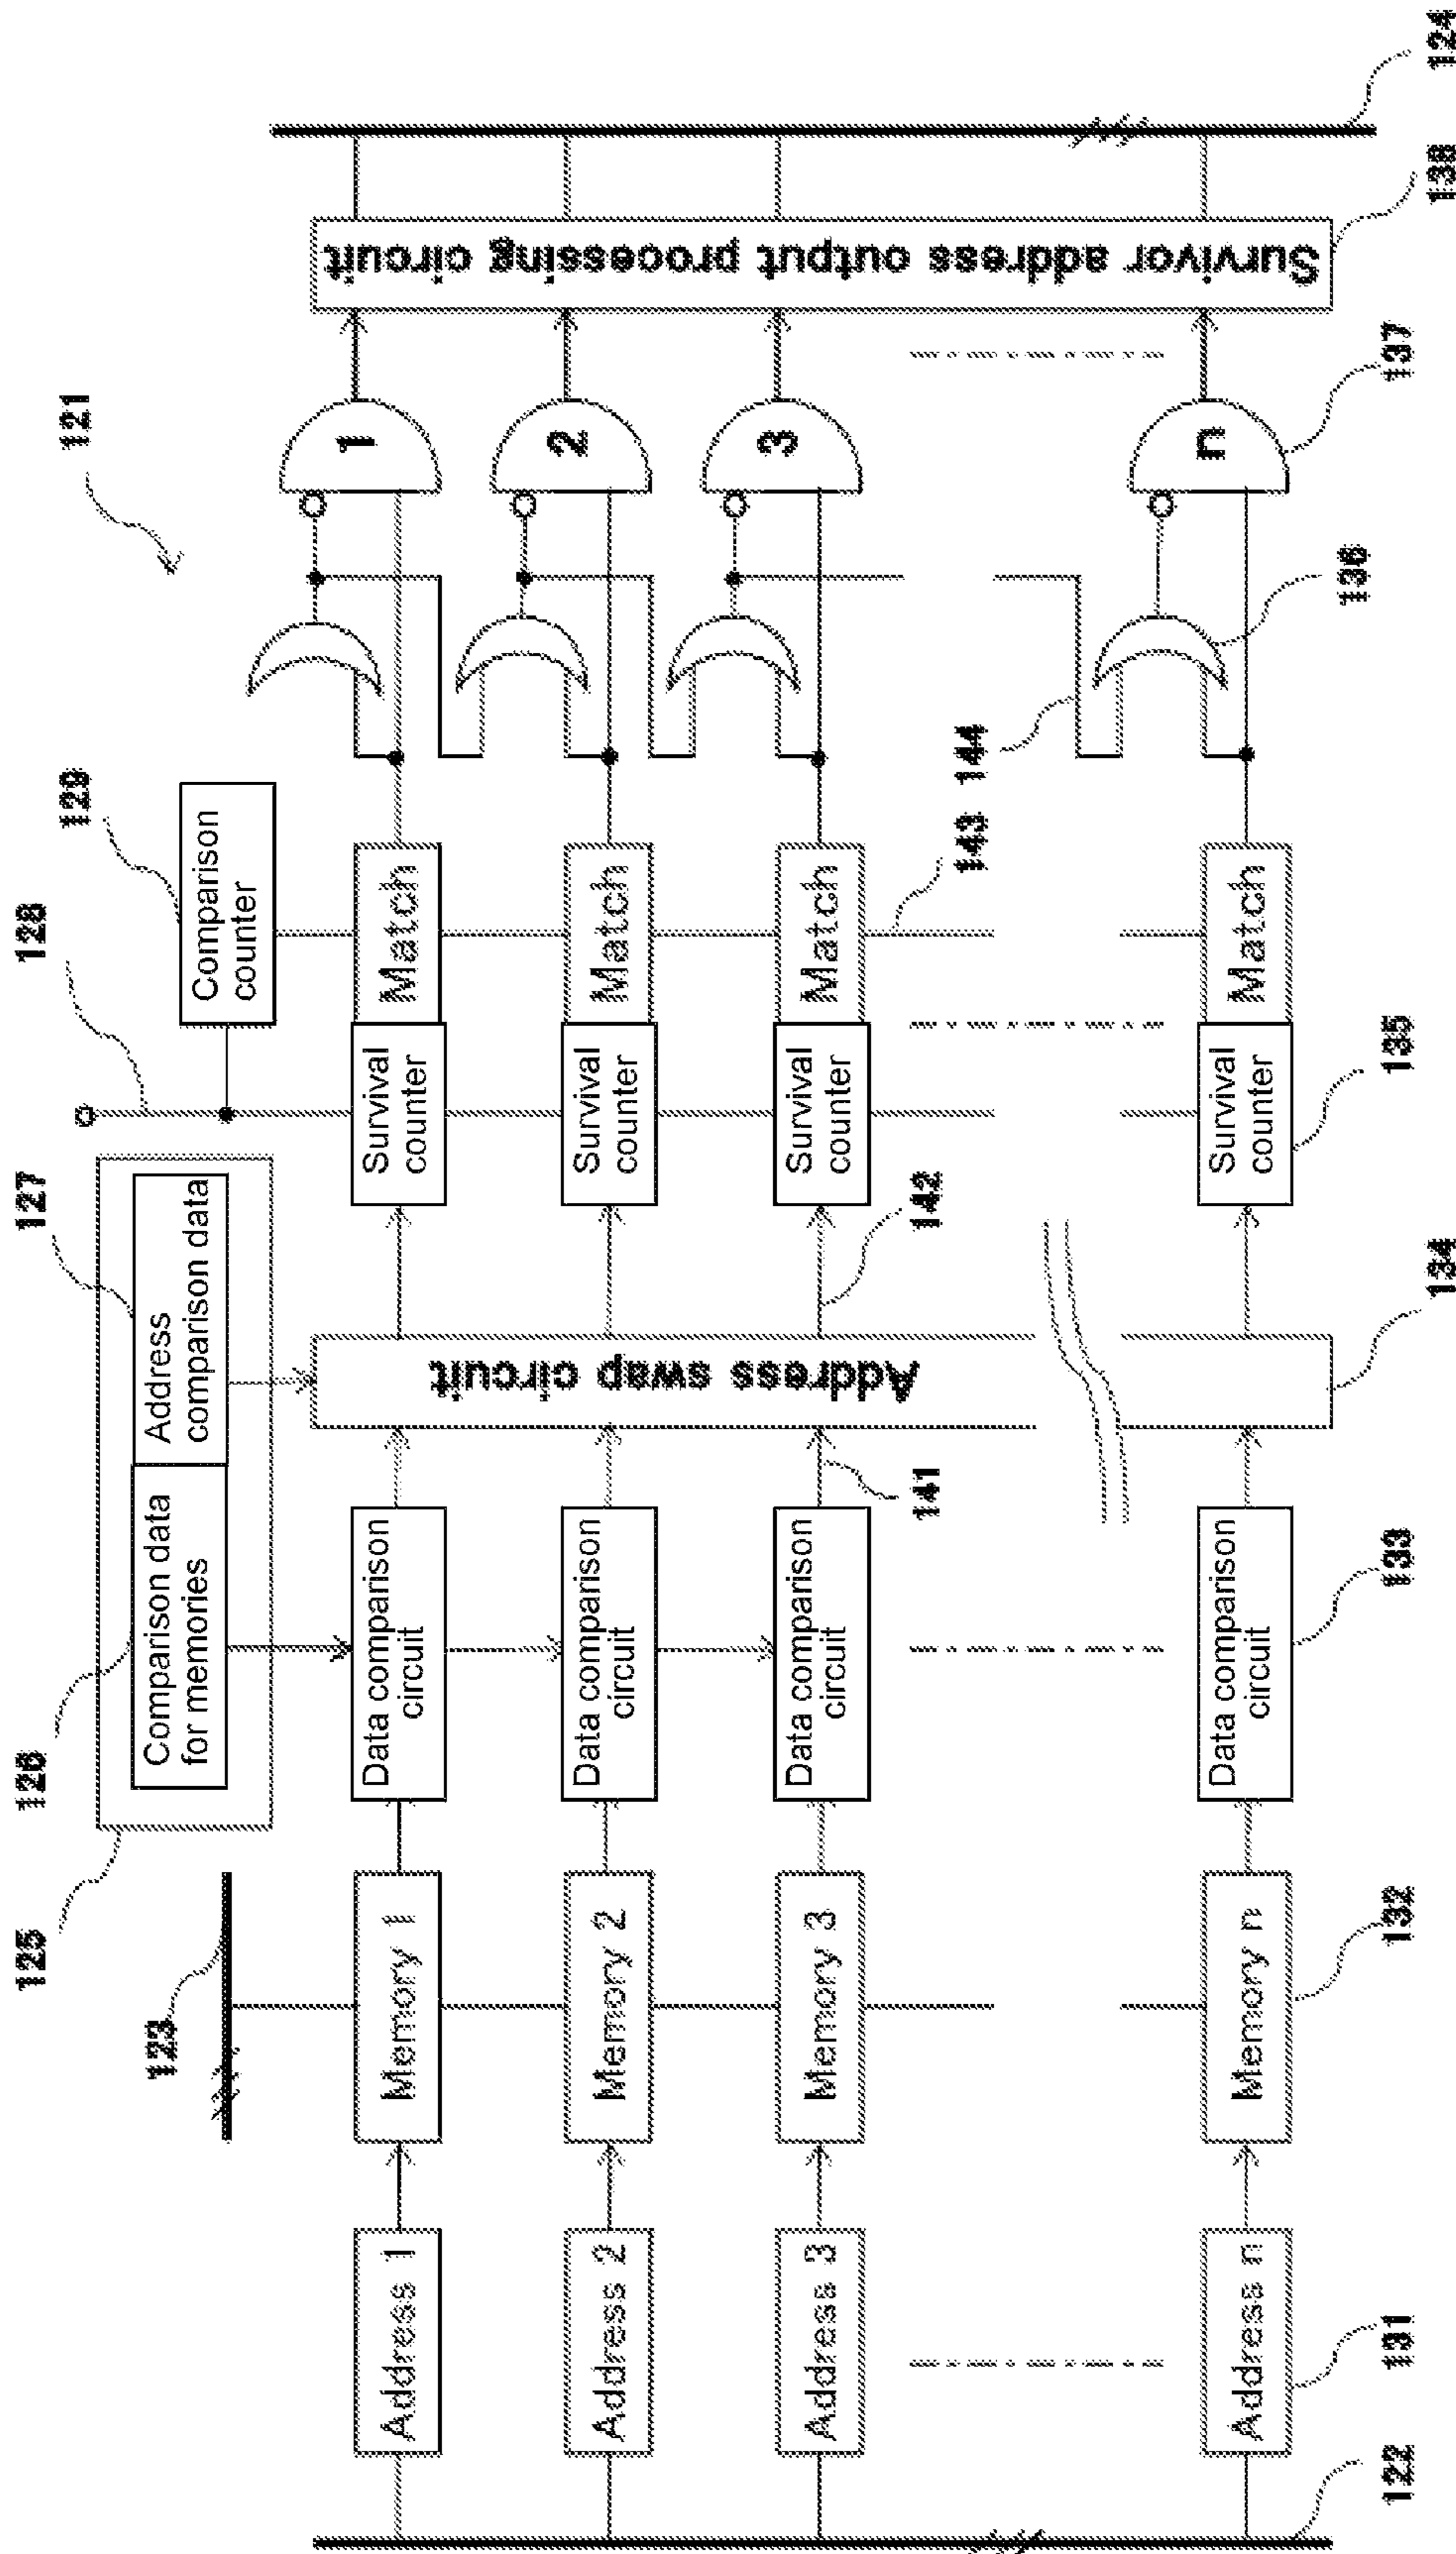 121
128
129
Comparison
counter
125
126
127
Comparison data
for memories
Address
comparison data
123
Address 1
Memory 1
Data comparison
circuit
Survival
counter
Match
1
Address 2
Memory 2
Data comparison
circuit
Survival
counter
Match
2
Address 3
Memory 3
Data comparison
circuit
Survival
counter
Match
3
Address swap circuit
Survivor address output processing circuit
141
142
143
144
Address n
Memory n
Data comparison
circuit
Survival
counter
Match
n
122
131
132
133
134
135
136
137
138
124